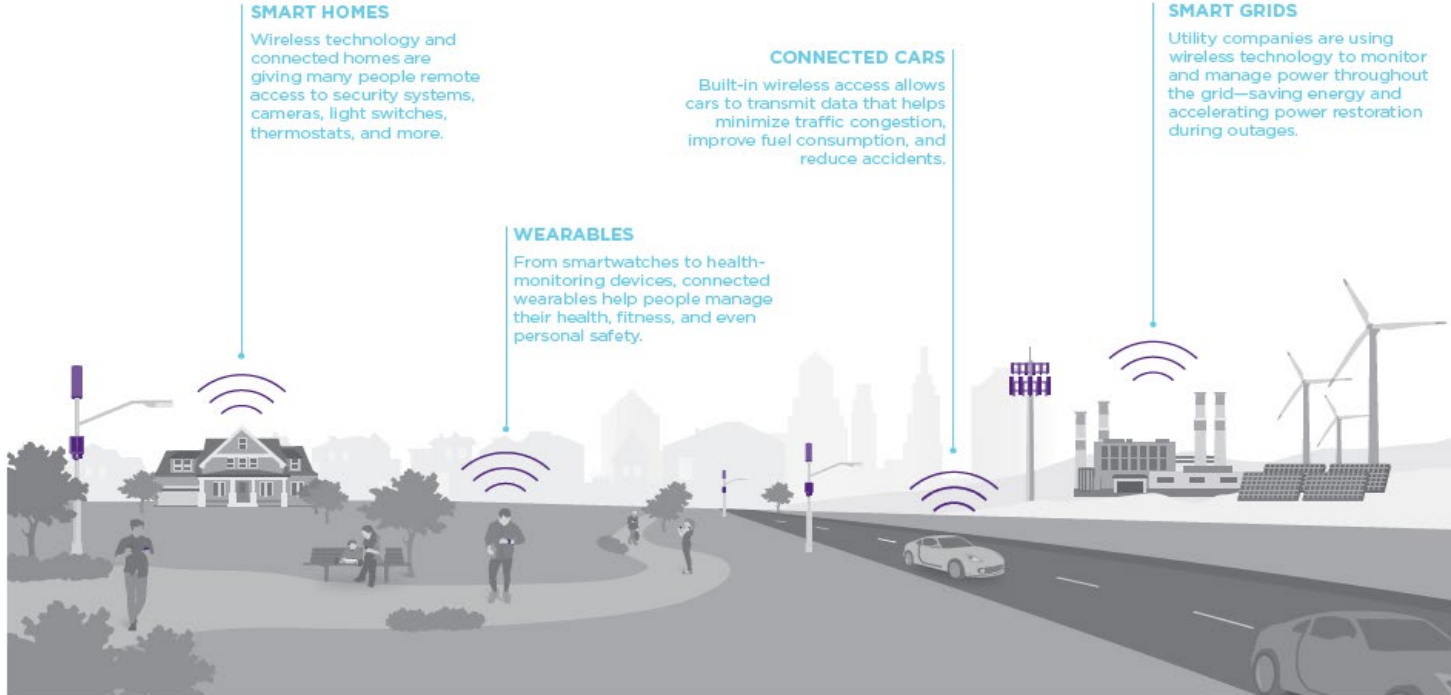 SMART HOMES
Wireless technology and
connected homes are
giving many people remote
access to security systems,
cameras, light switches,
thermostats, and more.
WEARABLES
From smartwatches to health-
monitoring devices, connected
wearables help people manage
their health, fitness, and even
personal safety.
CONNECTED CARS
Built-in wireless access allows
cars to transmit data that helps
minimize traffic congestion,
improve fuel consumption, and
reduce accidents.
SMART GRIDS
Utility companies are using
wireless technology to monitor
and manage power throughout
the grid—saving energy and
accelerating power restoration
during outages.